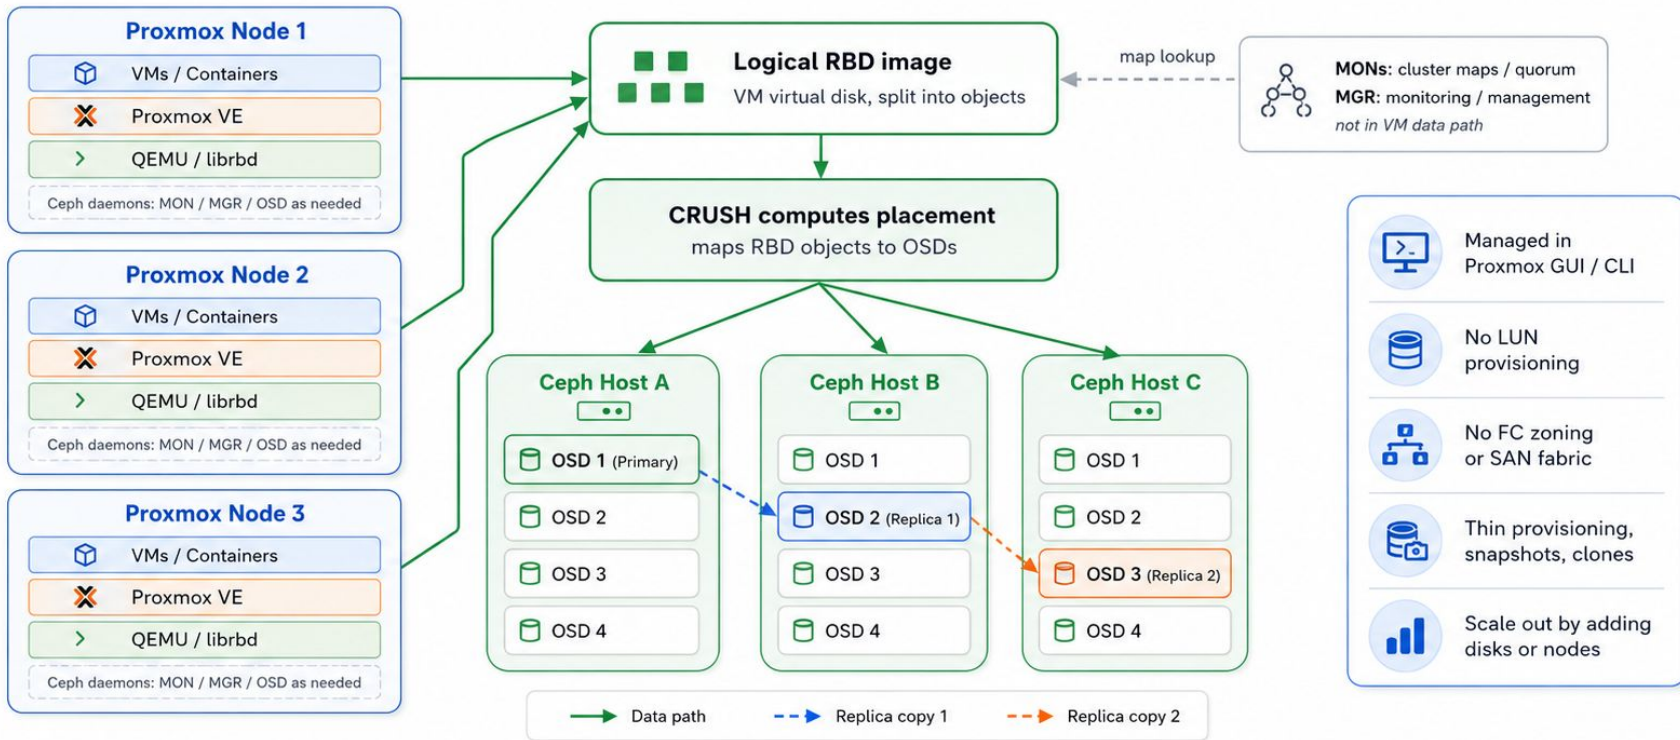 Proxmox Node 1
VMs / Containers
Proxmox VE
QEMU / librbd
Ceph daemons: MON / MGR / OSD as needed
Proxmox Node 2
VMs / Containers
Proxmox VE
QEMU / librbd
Ceph daemons: MON / MGR / OSD as needed
Proxmox Node 3
VMs / Containers
Proxmox VE
QEMU / librbd
Ceph daemons: MON / MGR / OSD as needed
Logical RBD image
VM virtual disk, split into objects
map lookup
MONs: cluster maps / quorum
MGR: monitoring / management
not in VM data path
CRUSH computes placement
maps RBD objects to OSDs
Ceph Host A
OSD 1 (Primary)
OSD 2
OSD 3
OSD 4
Ceph Host B
OSD 1
OSD 2 (Replica 1)
OSD 3
OSD 4
Ceph Host C
OSD 1
OSD 2
OSD 3 (Replica 2)
OSD 4
Managed in
Proxmox GUI / CLI
No LUN
provisioning
No FC zoning
or SAN fabric
Thin provisioning,
snapshots, clones
Scale out by adding
disks or nodes
Data path
Replica copy 1
Replica copy 2